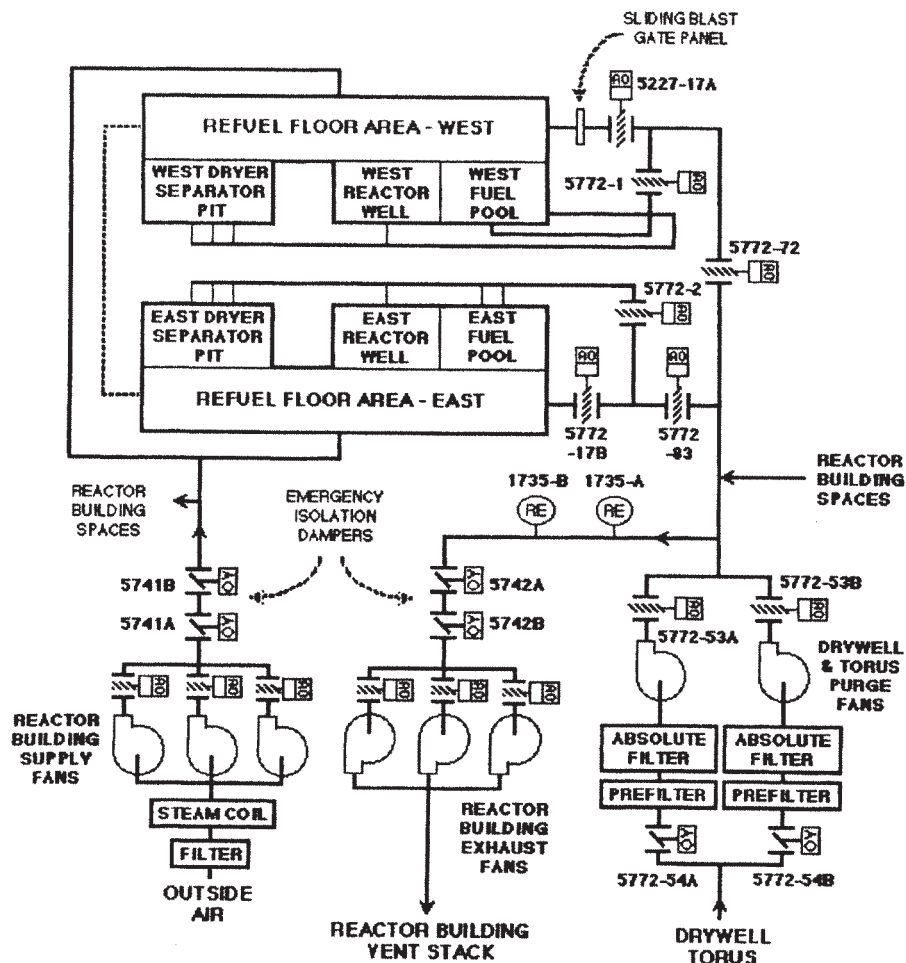 SLIDING BLAST
GATE PANEL
AO
5227-17A
REFUEL FLOOR AREA - WEST
WEST DRYER
SEPARATOR
PIT
WEST
REACTOR
WELL
WEST
FUEL
POOL
5772-1
AO
5772-72
AO
5772-2
AO
EAST DRYER
SEPARATOR
PIT
EAST
REACTOR
WELL
EAST
FUEL
POOL
AO
AO
REFUEL FLOOR AREA - EAST
5772
-17B
5772
-83
REACTOR
BUILDING
SPACES
REACTOR
BUILDING
SPACES
EMERGENCY
ISOLATION
DAMPERS
1735-B
1735-A
RE
RE
5741B
AO
5741A
AO
5742A
AO
5742B
AO
5772-53B
AO
AO
5772-53A
DRYWELL
& TORUS
PURGE
FANS
AO
AO
AO
AO
AO
AO
REACTOR
BUILDING
SUPPLY
FANS
ABSOLUTE
FILTER
ABSOLUTE
FILTER
PREFILTER
PREFILTER
STEAM COIL
FILTER
OUTSIDE
AIR
REACTOR
BUILDING
EXHAUST
FANS
AO
AO
5772-54A
5772-54B
REACTOR BUILDING
VENT STACK
DRYWELL
TORUS